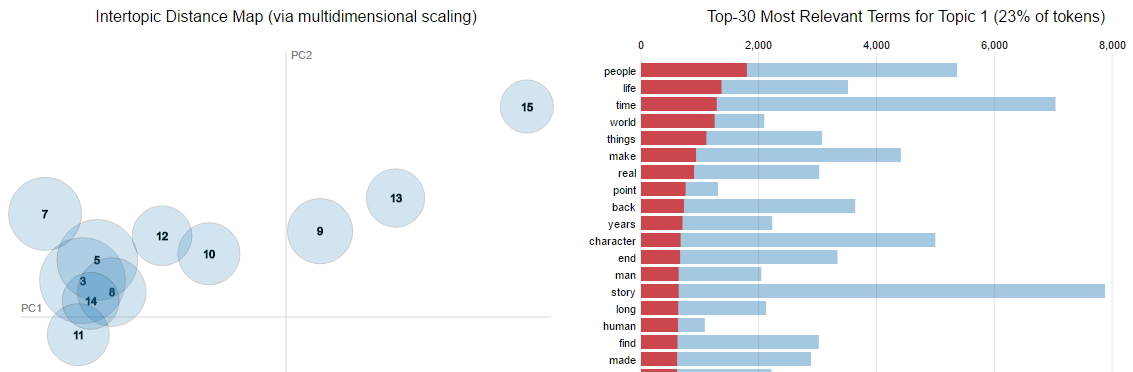 Intertopic Distance Map (via multidimensional scaling)
PC2
15
13
7
9
12
10
5
3
8
14
PC1
11
Top-30 Most Relevant Terms for Topic 1 (23% of tokens)
0 2,000 4,000 6,000 8,000
people
life
time
world
things
make
real
point
back
years
character
end
man
story
long
human
find
made